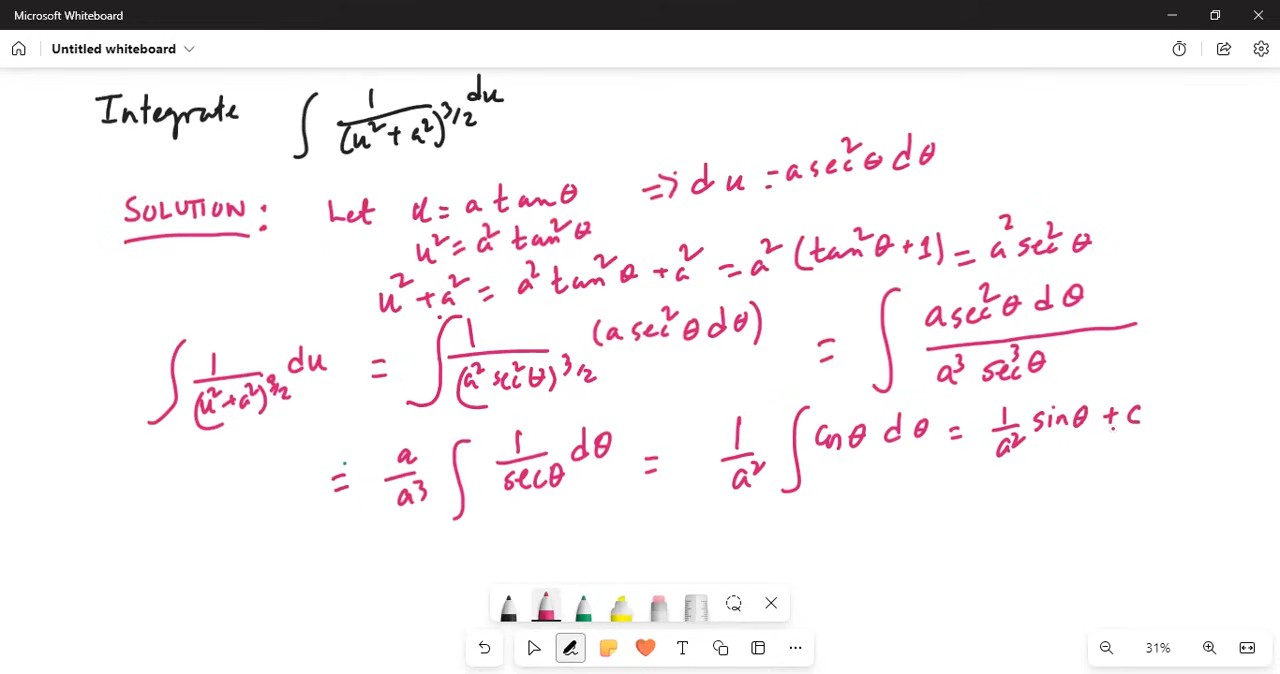 Microsoft Whiteboard
Untitled whiteboard
Integrate ∫ 1/(u²+a²)^3/2 du
SOLUTION: Let u = a tanθ => du = a sec²θ dθ
u² = a² tan²θ
u² + a² = a² tan²θ + a² = a² (tan²θ + 1) = a² sec²θ
∫ 1/(u²+a²)^3/2 du = ∫ 1/(a² sec²θ)^3/2 (a sec²θ dθ) = ∫ a sec²θ dθ / a³ sec³θ
= a/a³ ∫ 1/secθ dθ = 1/a² ∫ cosθ dθ = 1/a² sinθ + c
T
31%